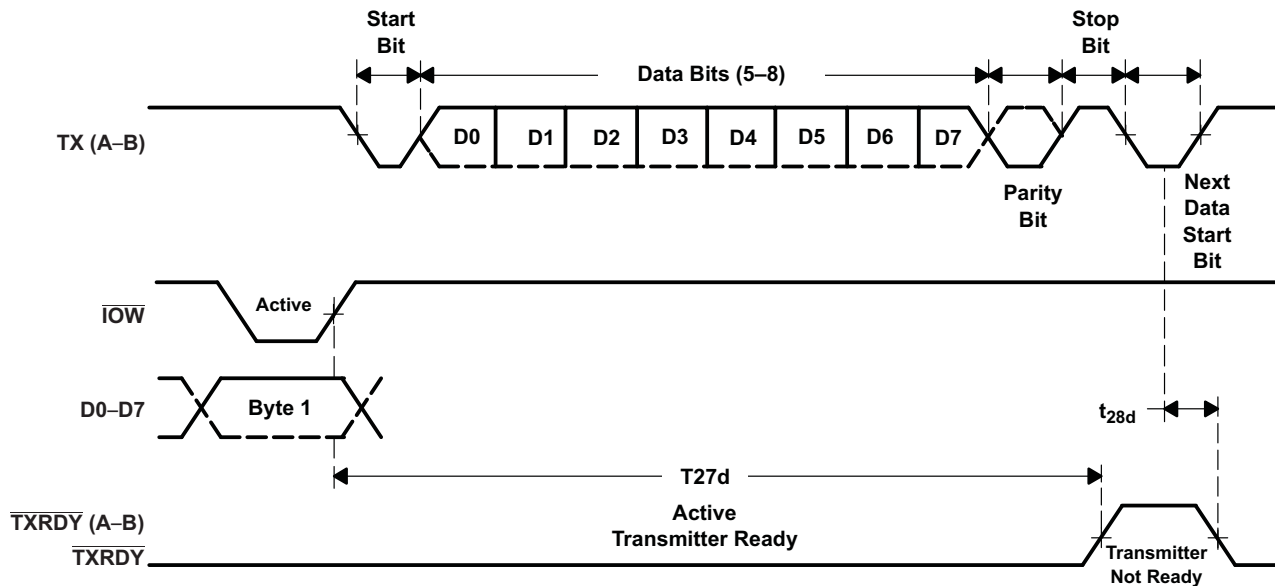 Start
Bit
Stop
Bit
Data Bits (5–8)
TX (A–B)
D0
D1
D2
D3
D4
D5
D6
D7
Parity
Bit
Next
Data
Start
Bit
IOW
Active
D0–D7
Byte 1
t28d
T27d
TXRDY (A–B)
TXRDY
Active
Transmitter Ready
Transmitter
Not Ready